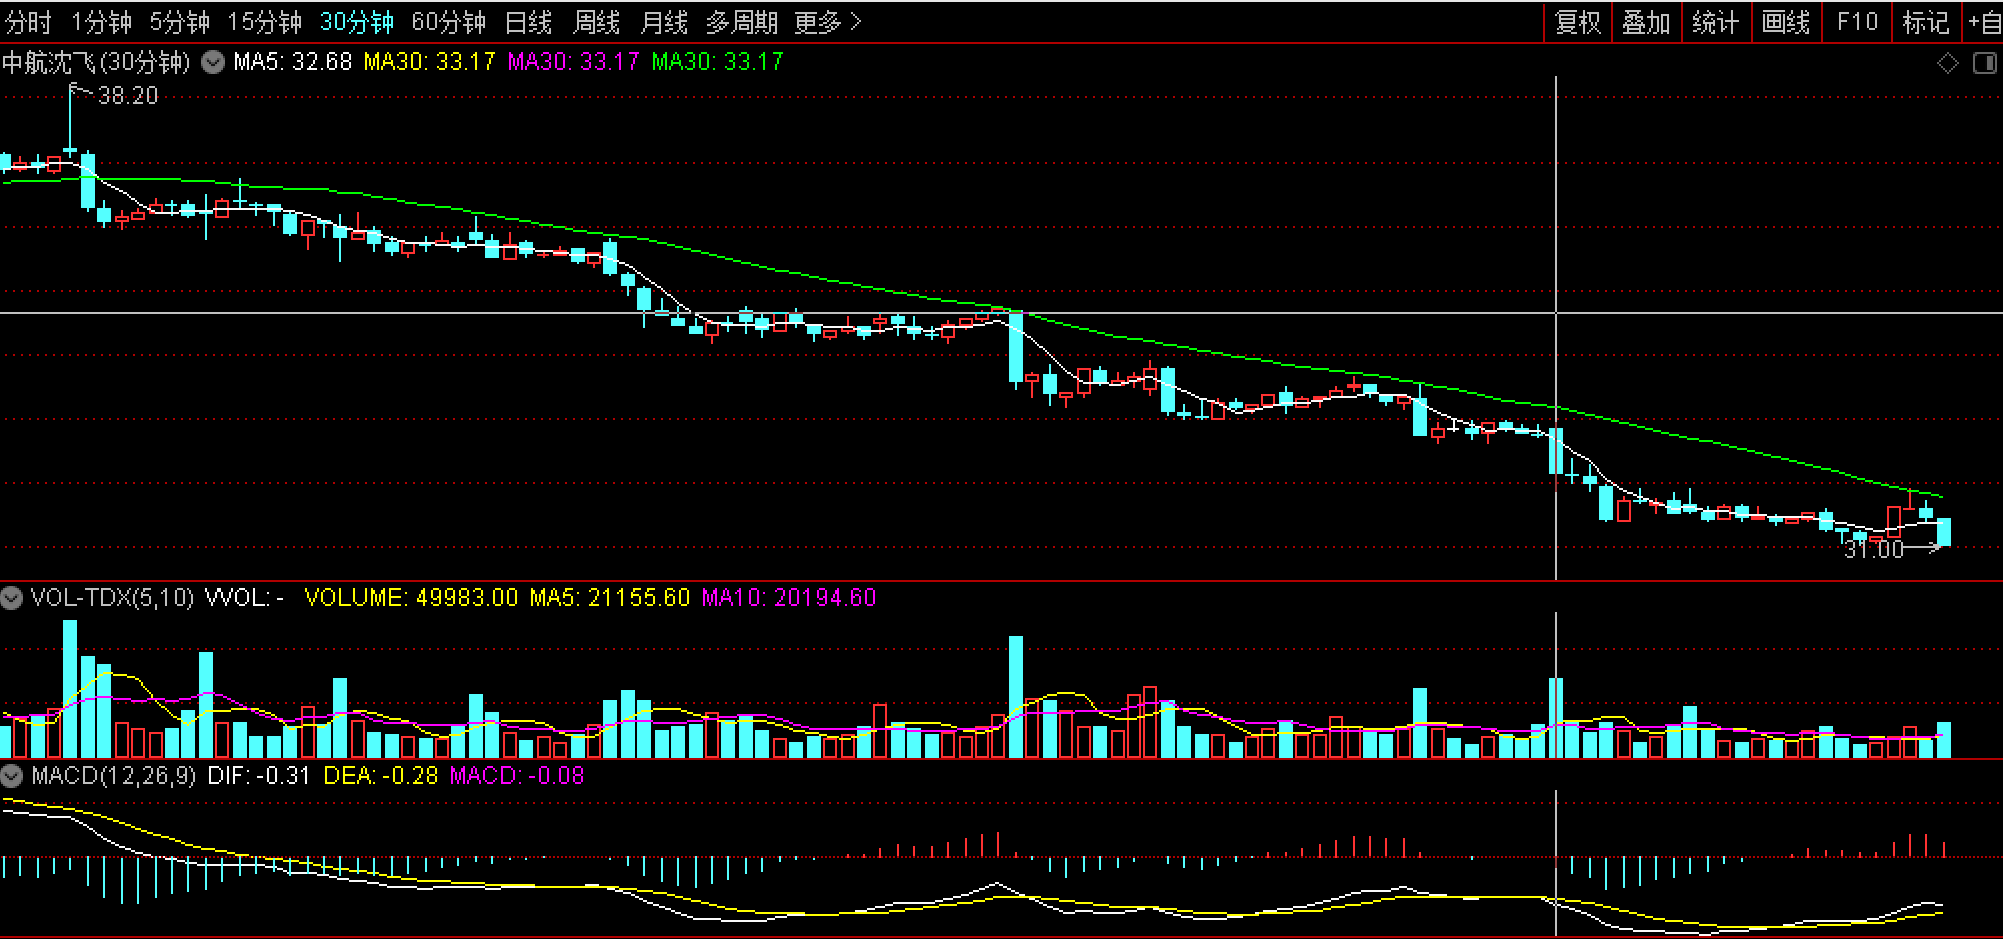 分时 1分钟 5分钟 15分钟 30分钟 60分钟 日线 周线 月线 多周期 更多 > 复权 叠加 统计 画线 F10 标记 +自
中航沈飞(30分钟) MA5: 32.68 MA30: 33.17 MA30: 33.17 MA30: 33.17
38.20
31.00
VOL-TDX(5,10) VVOL: - VOLUME: 49983.00 MA5: 21155.60 MA10: 20194.60
MACD(12,26,9) DIF: -0.31 DEA: -0.28 MACD: -0.08